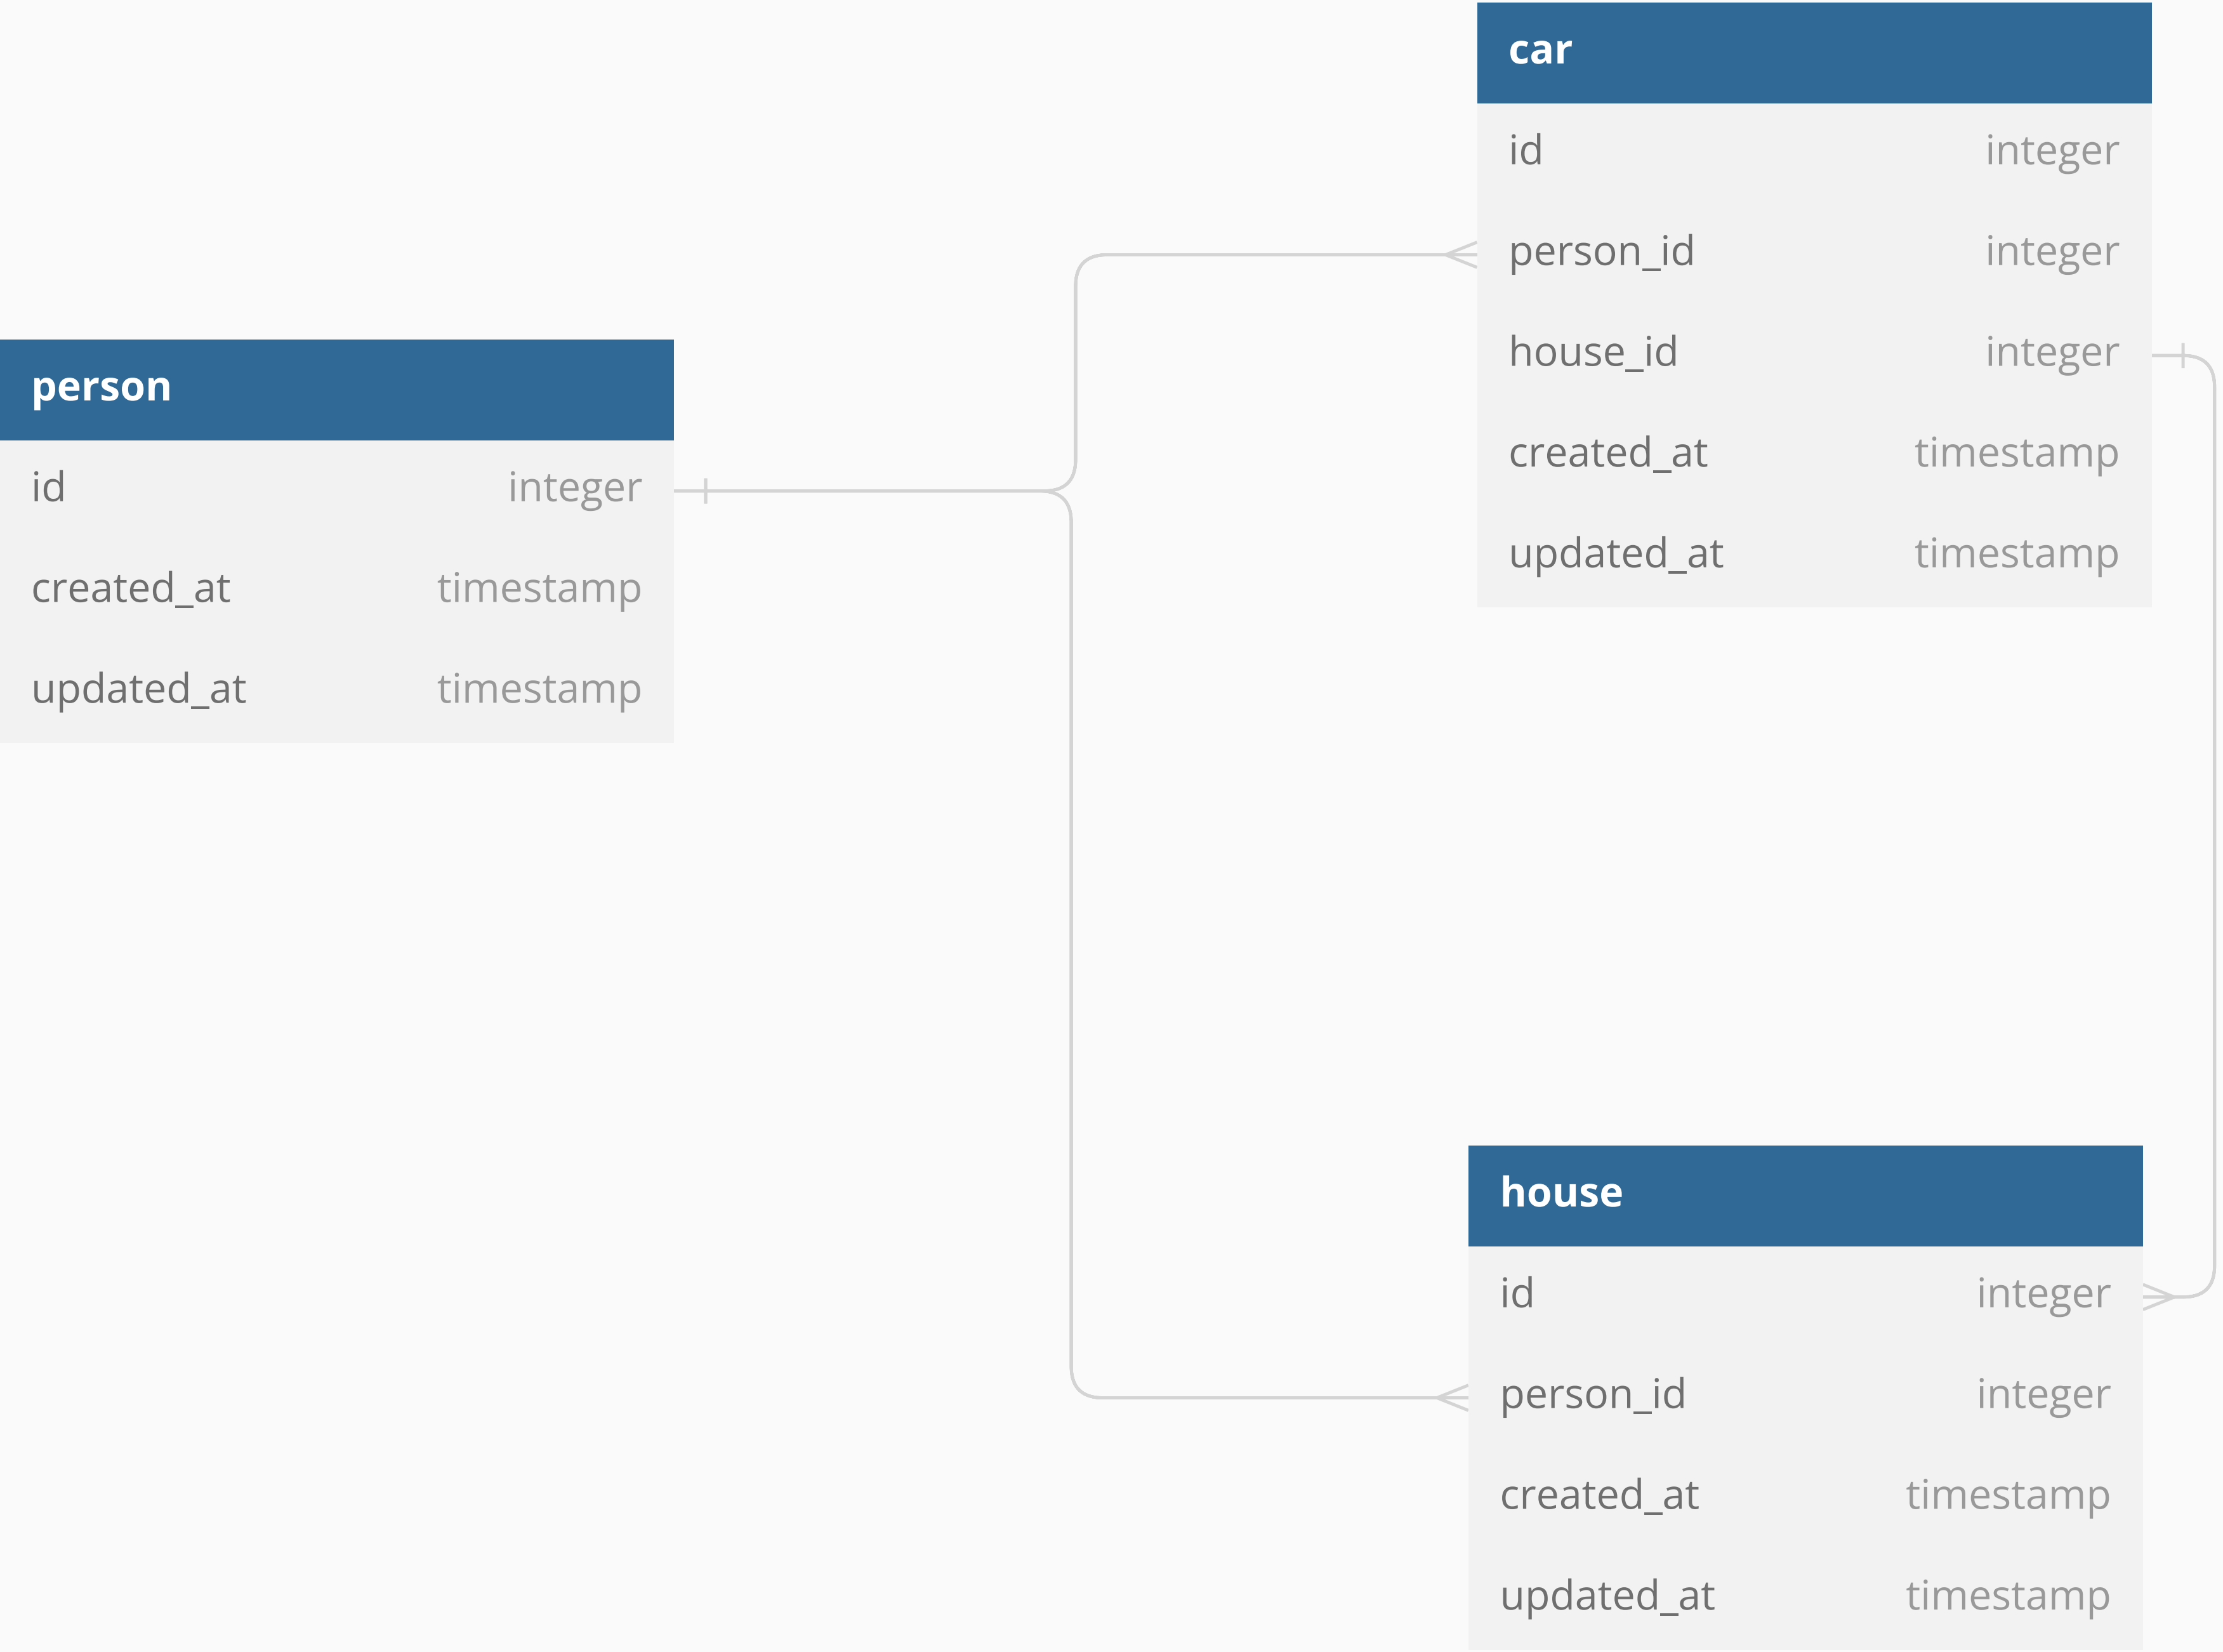 car
id integer
person_id integer
house_id integer
created_at timestamp
updated_at timestamp
person
id integer
created_at timestamp
updated_at timestamp
house
id integer
person_id integer
created_at timestamp
updated_at timestamp